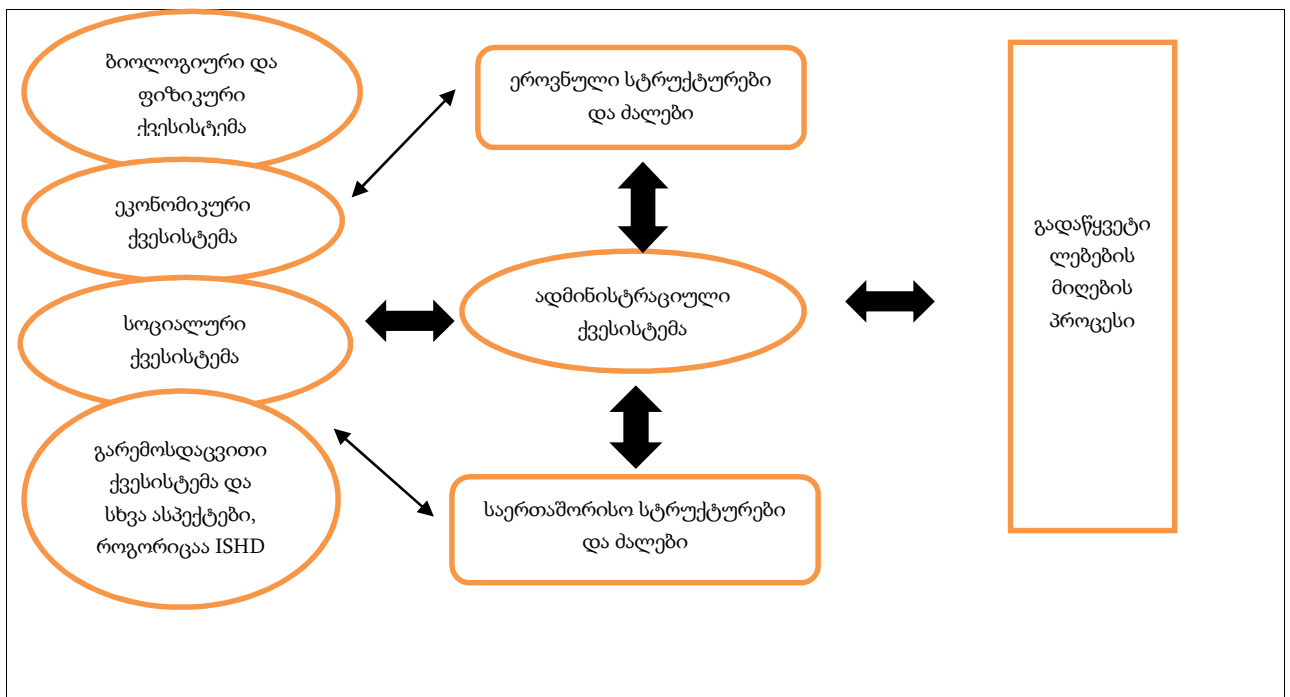 ბიოლოგიური და
ფიზიკური
ქვესისტემა
ეკონომიკური
ქვესისტემა
სოციალური
ქვესისტემა
გარემოსდაცვითი
ქვესისტემა და
სხვა ასპექტები,
როგორიცაა ISHD
ეროვნული სტრუქტურები
და ძალები
ადმინისტრაციული
ქვესისტემა
საერთაშორისო სტრუქტურები
და ძალები
გადაწყვეტი
ლებების
მიღების
პროცესი